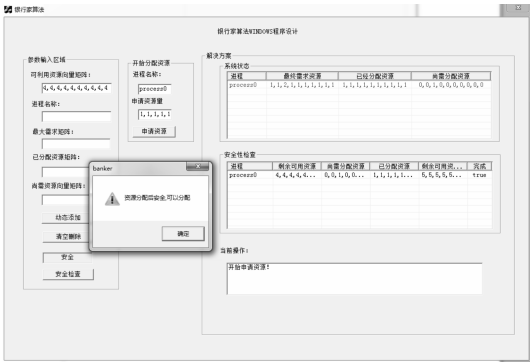 银行家算法
银行家算法WINDOWS程序设计
参数输入区域
可利用资源向量矩阵:
4,4,4,4,4,4,4,4,4,4
进程名称:
最大需求矩阵:
已分配资源矩阵:
尚需资源向量矩阵:
动态添加
清空删除
安全
安全检查
开始分配资源
进程名称:
process0
申请资源量
1,1,1,1,1
申请资源
解决方案
系统状态
进程 最终需求资源 已经分配资源 尚需分配资源
process0 1,1,2,1,1,1,1,1,1,1 1,1,1,1,1,1,1,1,1,1 0,0,1,0,0,0,0,0,0,0
安全性检查
进程 剩余可用资源 尚需分配资源 已分配资源 剩余可用资... 完成
process0 4,4,4,4,4... 0,0,1,0,0... 1,1,1,1,1... 5,5,5,5,5... true
当前操作:
开始申请资源!
banker
资源分配后安全,可以分配
确定